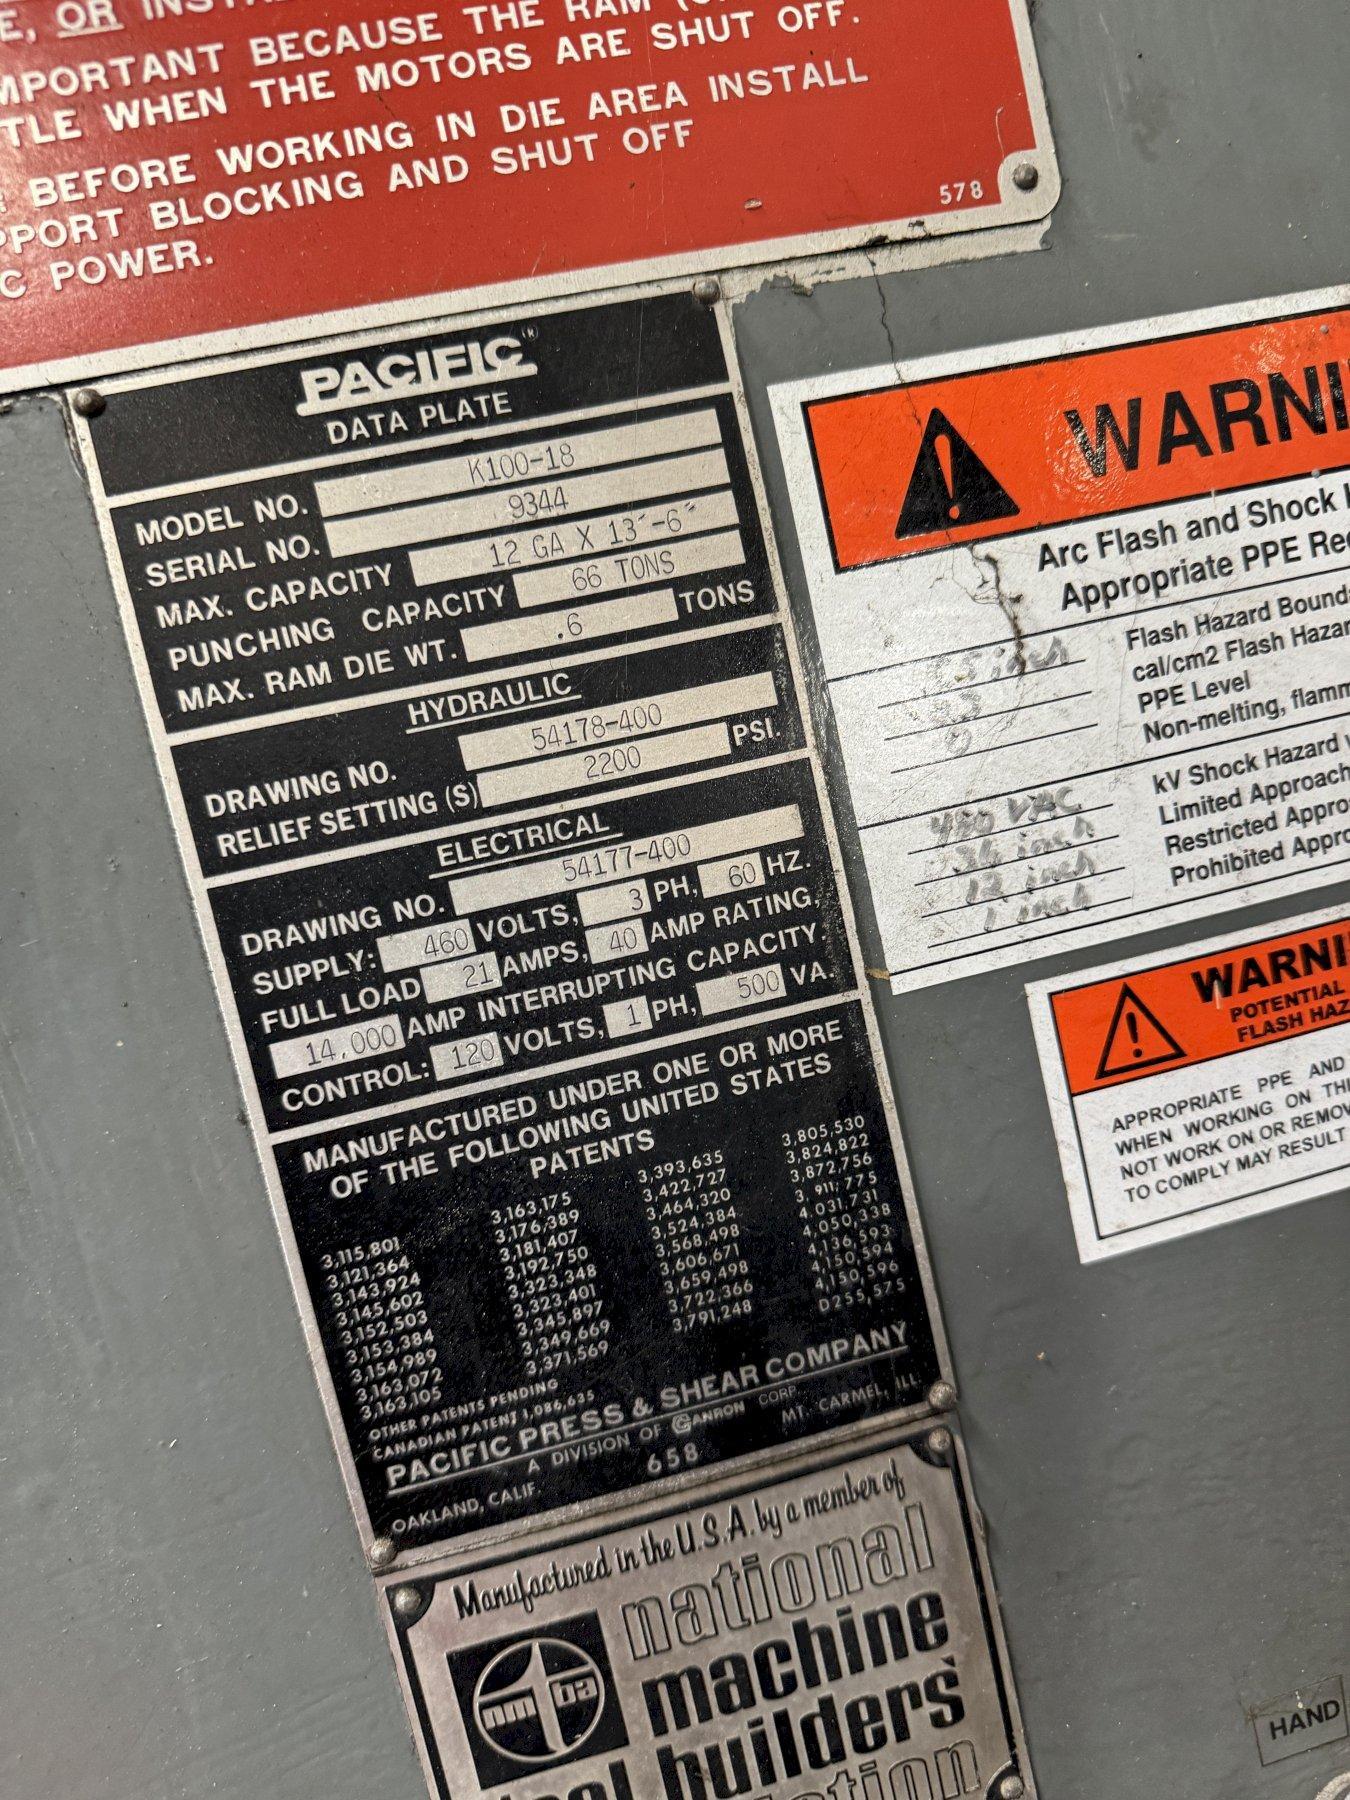 E, OR INSTA
MPORTANT BECAUSE THE RAM
TLE WHEN THE MOTORS ARE SHUT OFF.
BEFORE WORKING IN DIE AREA INSTALL
PPORT BLOCKING AND SHUT OFF
C POWER.
578
PACIFIC®
DATA PLATE
MODEL NO. K100-18
SERIAL NO. 9344
MAX. CAPACITY 12 GA X 13´-6˝
PUNCHING CAPACITY 66 TONS
MAX. RAM DIE WT. .6 TONS
HYDRAULIC
DRAWING NO. 54178-400
RELIEF SETTING (S) 2200 PSI.
ELECTRICAL
DRAWING NO. 54177-400
SUPPLY: 460 VOLTS, 3 PH, 60 HZ.
FULL LOAD 21 AMPS, 40 AMP RATING,
14,000 AMP INTERRUPTING CAPACITY.
CONTROL: 120 VOLTS, 1 PH, 500 VA.
MANUFACTURED UNDER ONE OR MORE
OF THE FOLLOWING UNITED STATES
PATENTS
3,115,801 3,163,175 3,393,635 3,805,530
3,121,364 3,176,389 3,422,727 3,824,822
3,143,924 3,181,407 3,464,320 3,872,756
3,145,602 3,192,750 3,524,384 3,911,775
3,152,503 3,323,348 3,568,498 4,031,731
3,153,384 3,323,401 3,606,671 4,050,338
3,154,989 3,345,897 3,659,498 4,136,593
3,163,072 3,349,669 3,722,366 4,150,594
3,163,105 3,371,569 3,791,248 4,150,596
D255,575
OTHER PATENTS PENDING
CANADIAN PATENT 1,086,635
PACIFIC PRESS & SHEAR COMPANY
A DIVISION OF GANRON CORP.
OAKLAND, CALIF. 658 MT. CARMEL, ILL.
Manufactured in the U.S.A. by a member of
national
machine
tool builders'
nm ba
WARNI
Arc Flash and Shock
Appropriate PPE Re
Flash Hazard Bound
cal/cm2 Flash Hazar
PPE Level
Non-melting, flamm
480 VAC kV Shock Hazard
36 inch Limited Approach
12 inch Restricted Appro
1 inch Prohibited Appr
WARNI
POTENTIAL
FLASH HAZ
APPROPRIATE PPE AND
WHEN WORKING ON THI
NOT WORK ON OR REMOV
TO COMPLY MAY RESULT
HAND